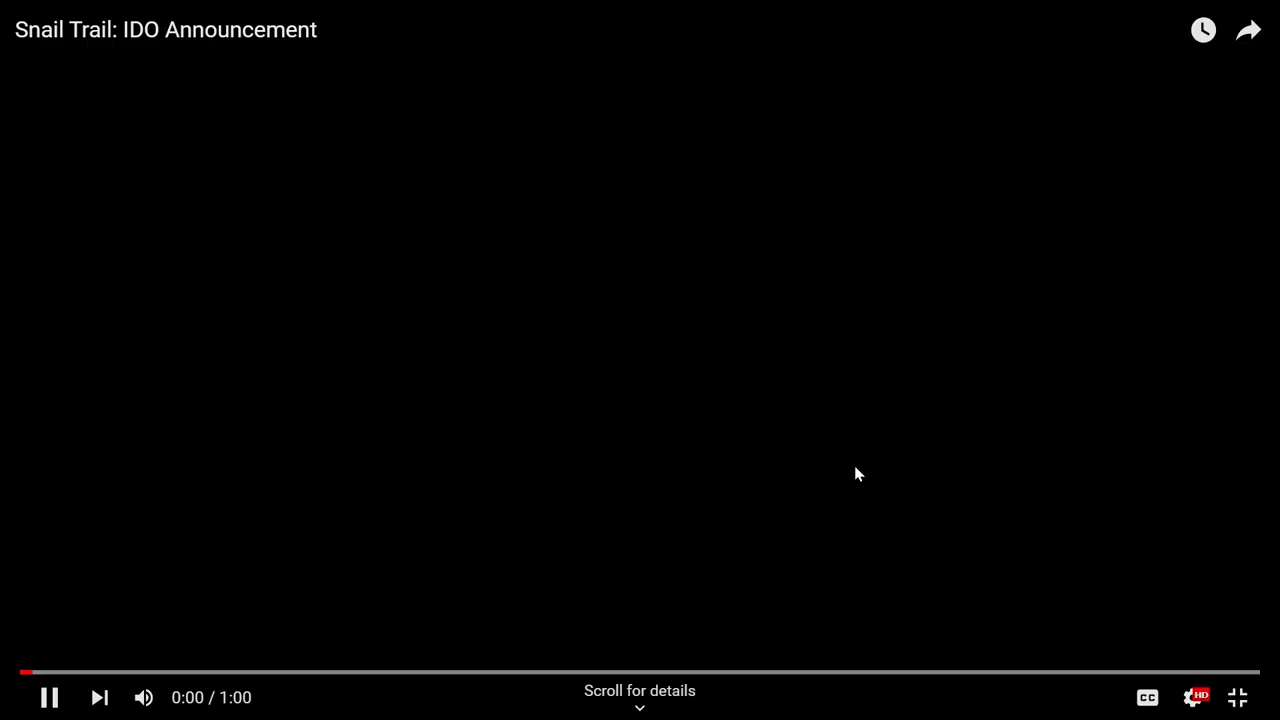 Snail Trail: IDO Announcement
0:00 / 1:00
Scroll for details
CC
HD